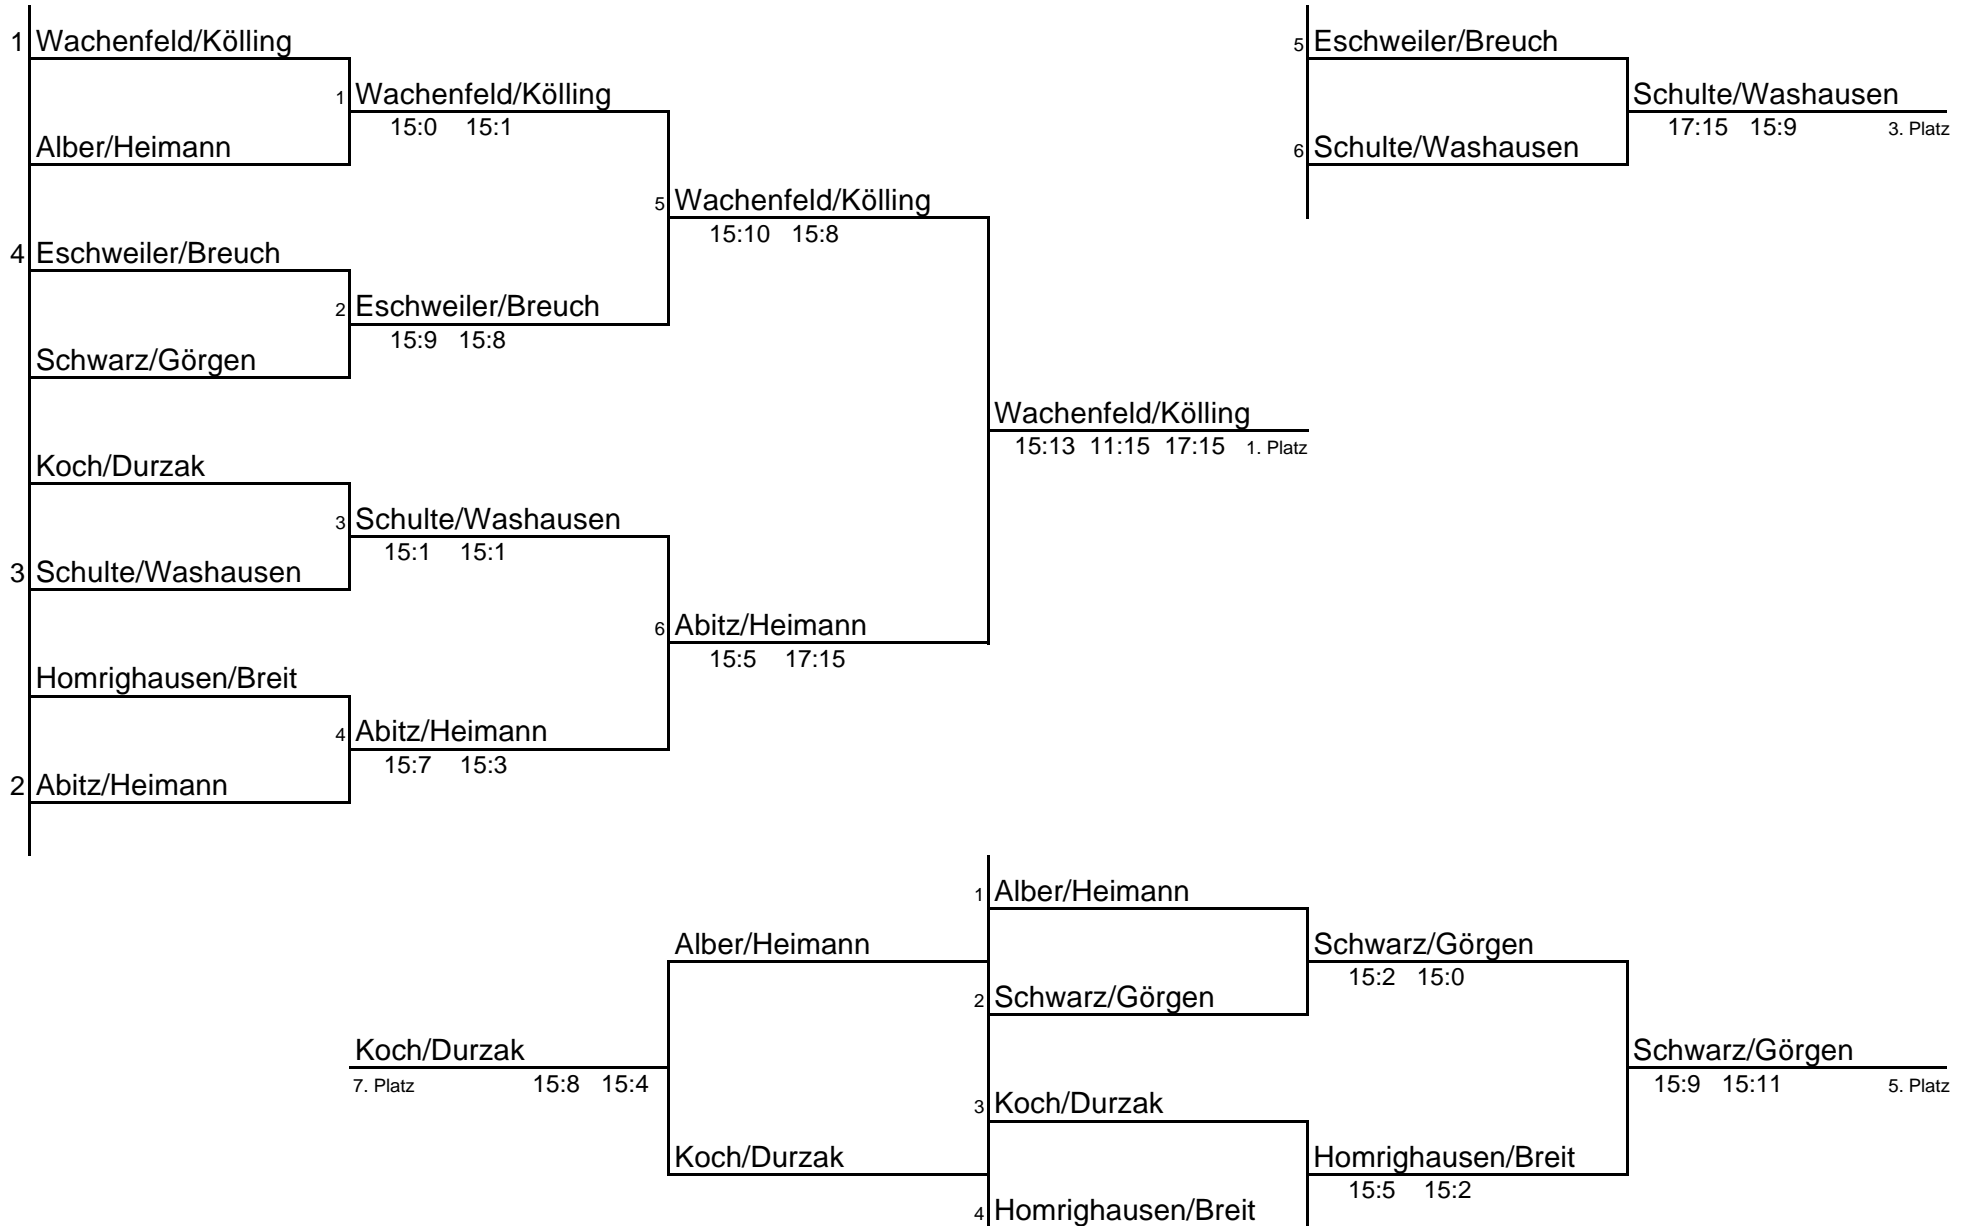 1 Wachenfeld/Kölling
5 Eschweiler/Breuch
1 Wachenfeld/Kölling
15:0 15:1
Schulte/Washausen
17:15 15:9 3. Platz
Alber/Heimann
6 Schulte/Washausen
5 Wachenfeld/Kölling
15:10 15:8
4 Eschweiler/Breuch
2 Eschweiler/Breuch
15:9 15:8
Schwarz/Görgen
Wachenfeld/Kölling
15:13 11:15 17:15 1. Platz
Koch/Durzak
3 Schulte/Washausen
15:1 15:1
3 Schulte/Washausen
6 Abitz/Heimann
15:5 17:15
Homrighausen/Breit
4 Abitz/Heimann
15:7 15:3
2 Abitz/Heimann
1 Alber/Heimann
Alber/Heimann
Schwarz/Görgen
15:2 15:0
2 Schwarz/Görgen
Koch/Durzak
7. Platz 15:8 15:4
Schwarz/Görgen
15:9 15:11 5. Platz
3 Koch/Durzak
Koch/Durzak
Homrighausen/Breit
15:5 15:2
4 Homrighausen/Breit